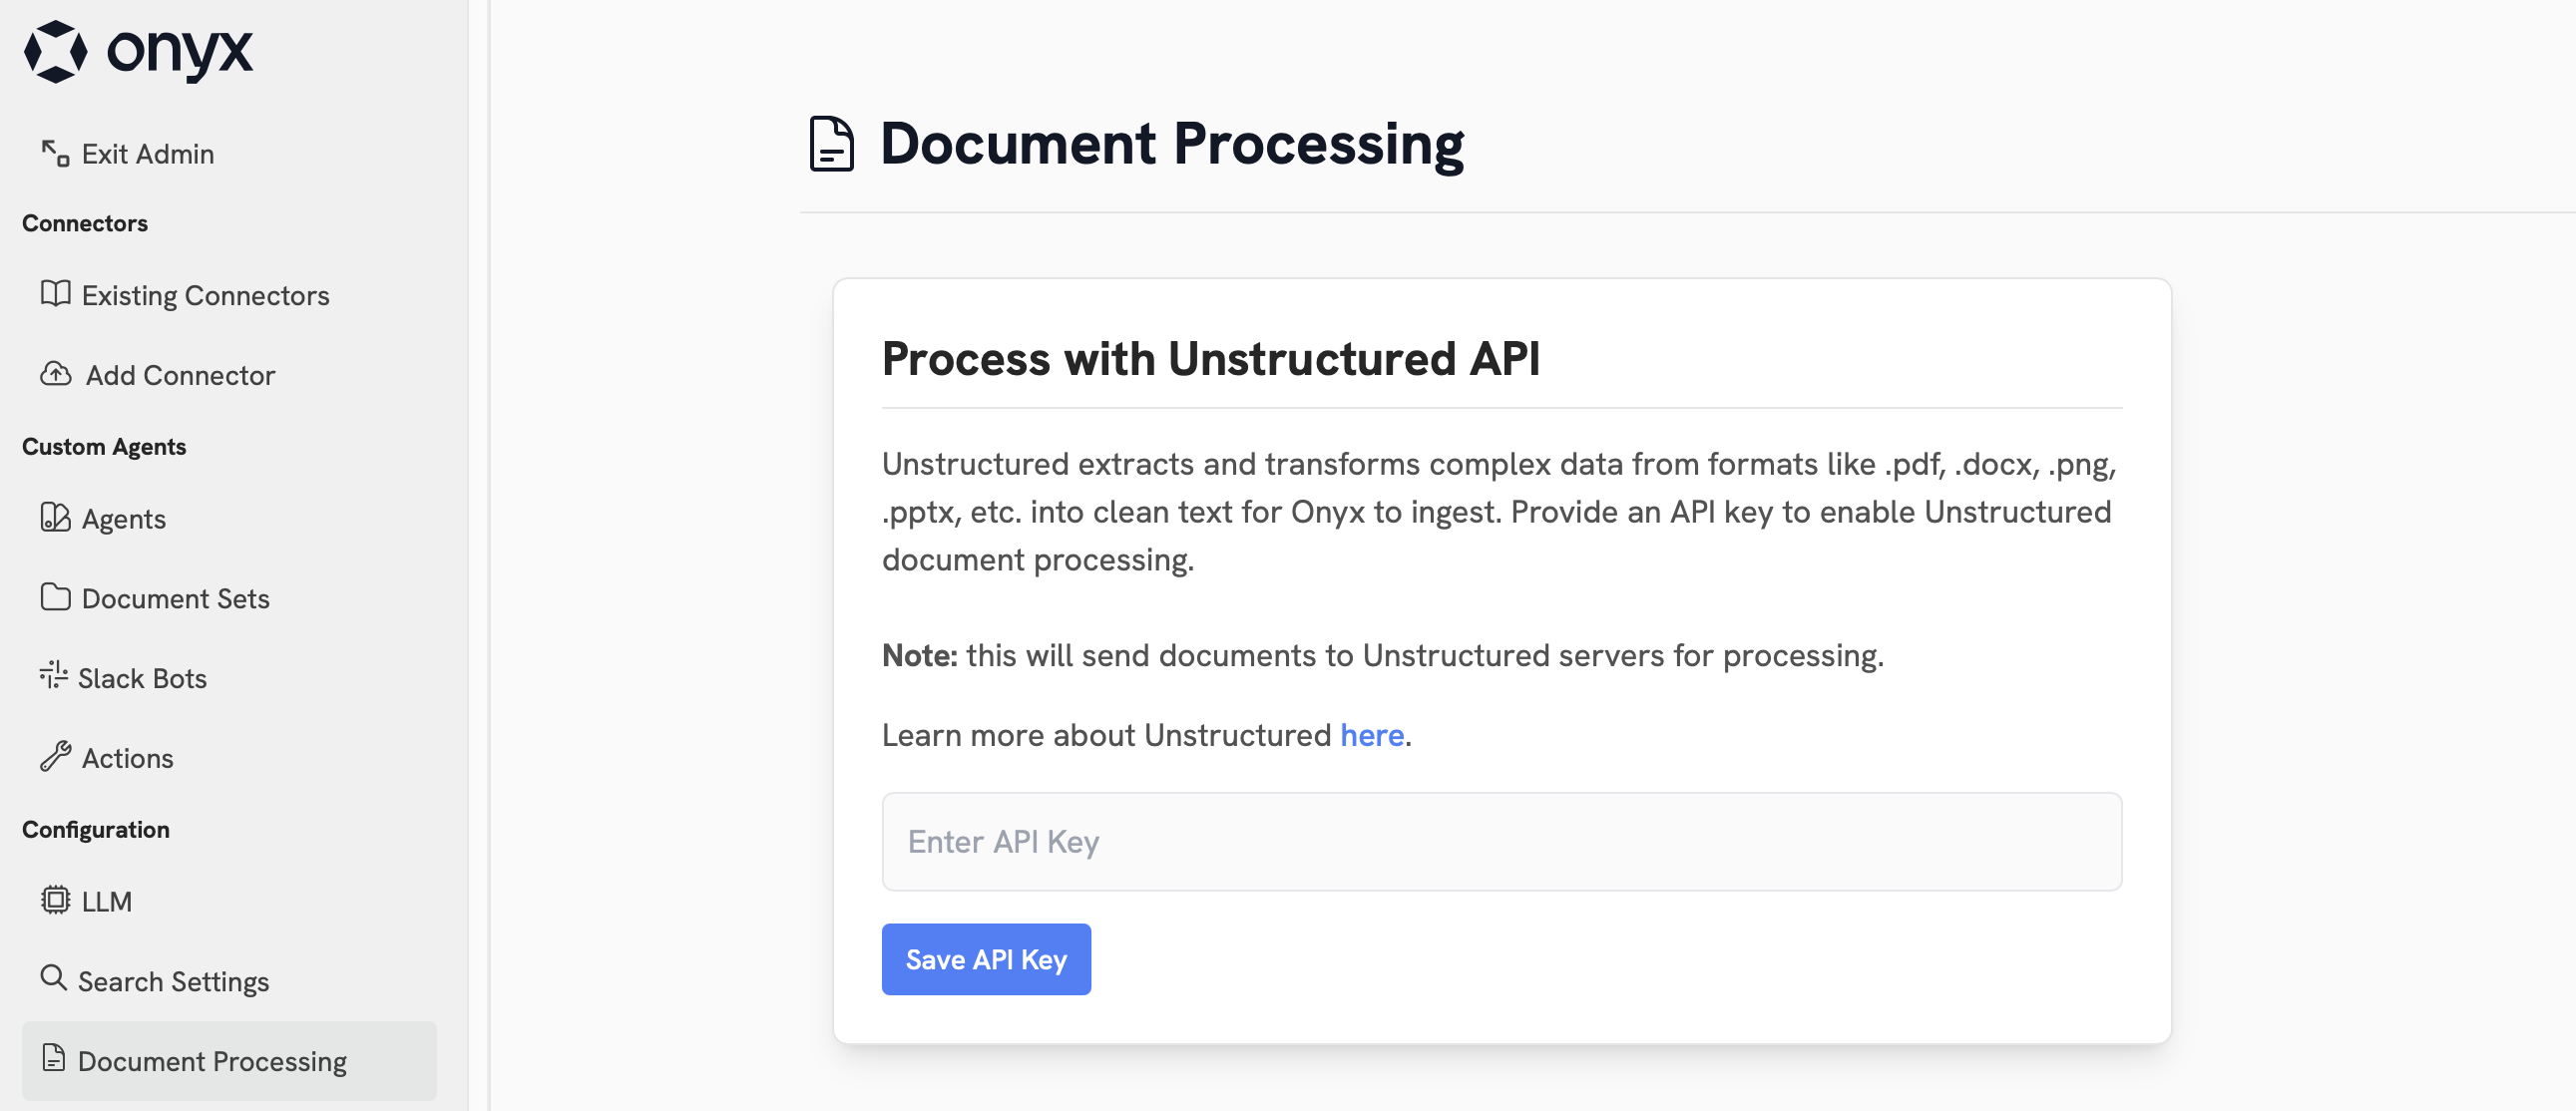 onyx
Exit Admin
Connectors
Existing Connectors
Add Connector
Custom Agents
Agents
Document Sets
Slack Bots
Actions
Configuration
LLM
Search Settings
Document Processing
Document Processing
Process with Unstructured API
Unstructured extracts and transforms complex data from formats like .pdf, .docx, .png,
.pptx, etc. into clean text for Onyx to ingest. Provide an API key to enable Unstructured
document processing.
Note: this will send documents to Unstructured servers for processing.
Learn more about Unstructured here.
Enter API Key
Save API Key